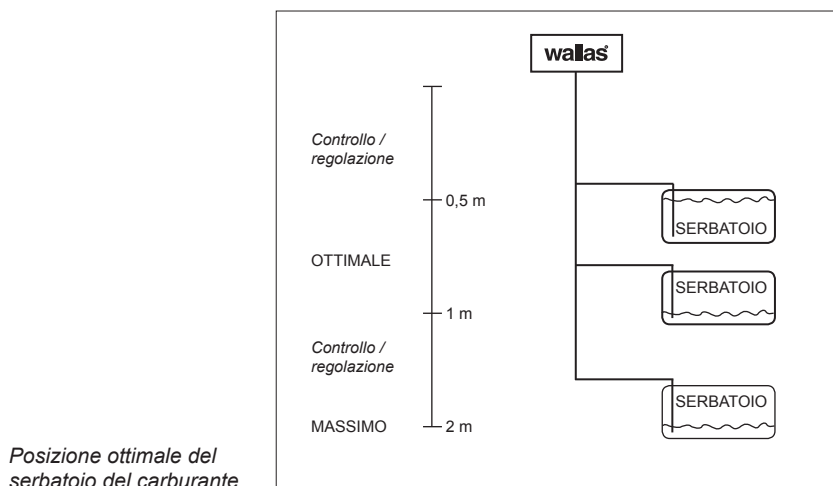 wallas
Controllo /
regolazione
0,5 m
SERBATOIO
OTTIMALE
SERBATOIO
1 m
Controllo /
regolazione
SERBATOIO
MASSIMO
2 m
Posizione ottimale del
serbatoio del carburante